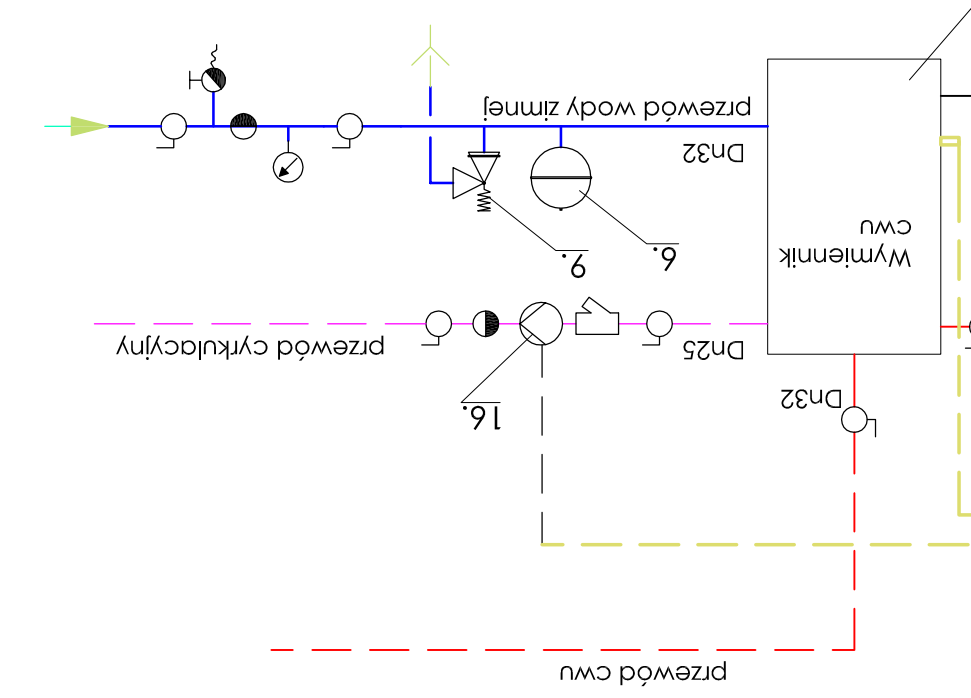 przewód cwu
Dn32
16.
Dn25
przewód cyrkulacyjny
Wymiennik
cwu
6.
9.
Dn32
przewód wody zimnej